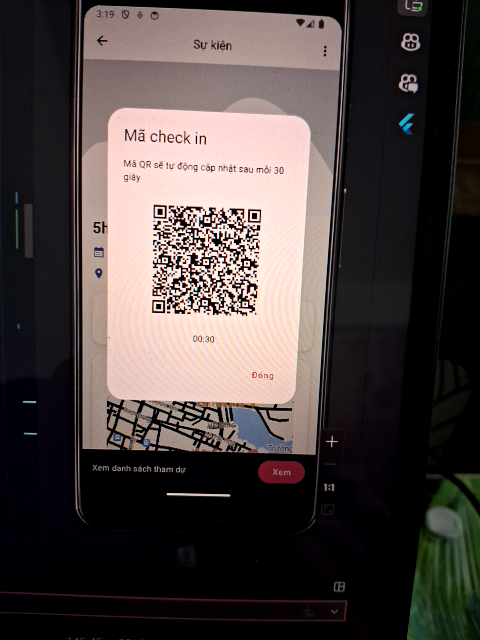 3:19
Sự kiện
Mã check in
Mã QR sẽ tự động cập nhật sau mỗi 30
giây
5H
00:30
Đóng
Xem danh sách tham dự
Xem
1:1